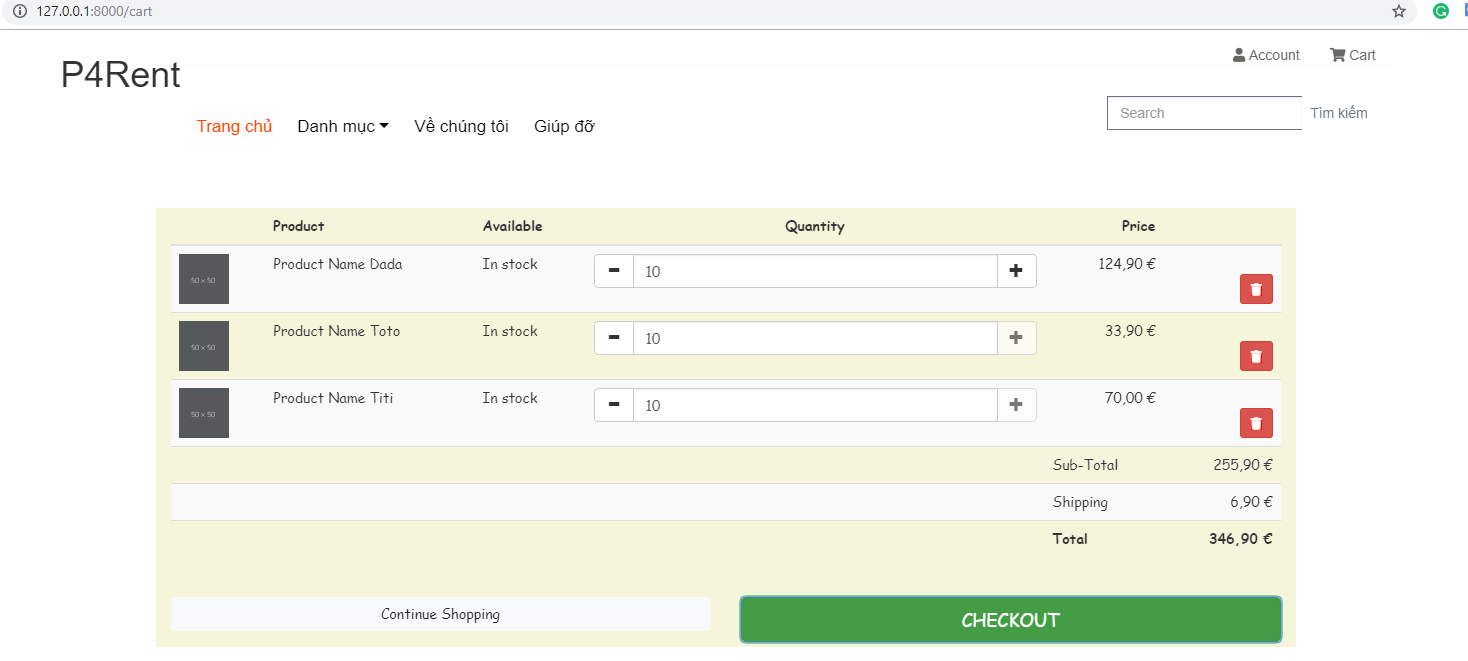 127.0.0.1:8000/cart
Account Cart
P4Rent
Search Tìm kiếm
Trang chủ Danh mục Về chúng tôi Giúp đỡ
Product Available Quantity Price
50 × 50 Product Name Dada In stock 10 124,90 €
50 × 50 Product Name Toto In stock 10 33,90 €
50 × 50 Product Name Titi In stock 10 70,00 €
Sub-Total 255,90 €
Shipping 6,90 €
Total 346,90 €
Continue Shopping CHECKOUT